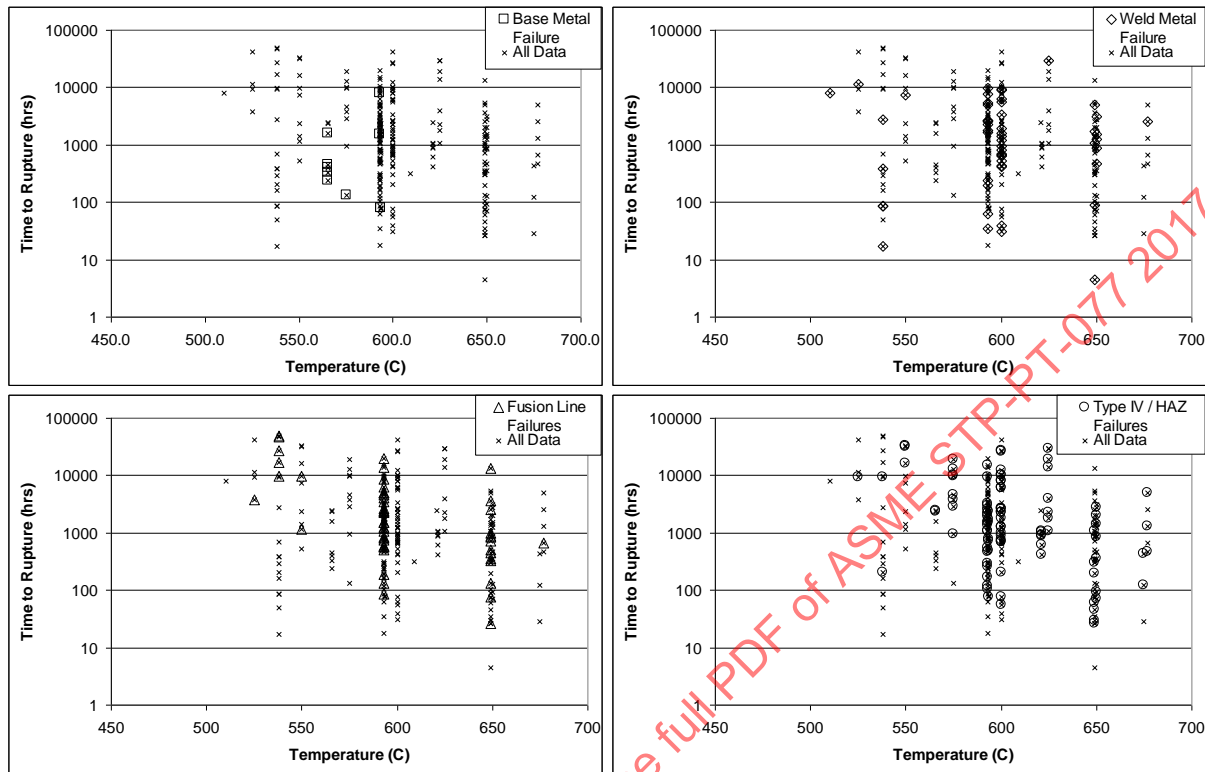 Base Metal
Failure
All Data
100000
10000
1000
100
10
1
450.0 500.0 550.0 600.0 650.0 700.0
Time to Rupture (hrs)
Temperature (C)
Weld Metal
Failure
All Data
100000
10000
1000
100
10
1
450 500 550 600 650 700
Time to Rupture (hrs)
Temperature (C)
Fusion Line
Failures
All Data
100000
10000
1000
100
10
1
450 500 550 600 650 700
Time to Rupture (hrs)
Temperature (C)
Type IV / HAZ
Failures
All Data
100000
10000
1000
100
10
1
450 500 550 600 650 700
Time to Rupture (hrs)
Temperature (C)
e full PDF of ASME STP-PT-077 2017